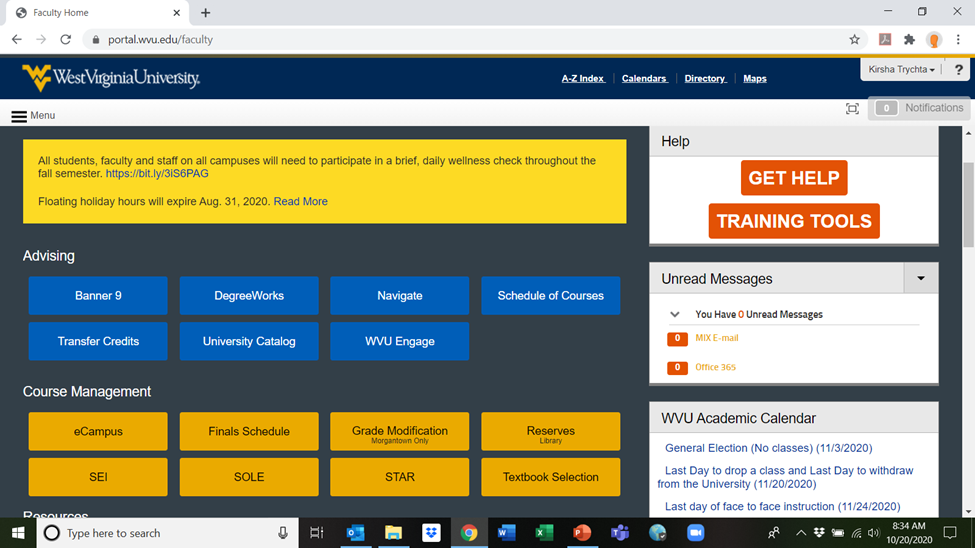 Faculty Home
portal.wvu.edu/faculty
WestVirginiaUniversity.
A-Z Index
Calendars
Directory
Maps
Kirsha Trychta
?
Menu
0 Notifications
All students, faculty and staff on all campuses will need to participate in a brief, daily wellness check throughout the
fall semester. https://bit.ly/3iS6PAG
Floating holiday hours will expire Aug. 31, 2020. Read More
Advising
Banner 9
DegreeWorks
Navigate
Schedule of Courses
Transfer Credits
University Catalog
WVU Engage
Course Management
eCampus
Finals Schedule
Grade Modification
Morgantown Only
Reserves
Library
SEI
SOLE
STAR
Textbook Selection
Resources
Help
GET HELP
TRAINING TOOLS
Unread Messages
You Have 0 Unread Messages
0 MIX E-mail
0 Office 365
WVU Academic Calendar
General Election (No classes) (11/3/2020)
Last Day to drop a class and Last Day to withdraw
from the University (11/20/2020)
Last day of face to face instruction (11/24/2020)
Type here to search
8:34 AM
10/20/2020